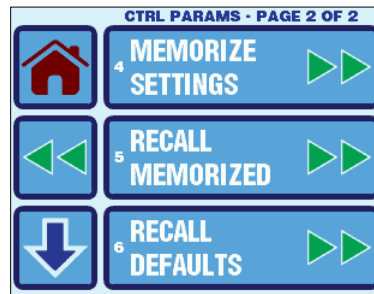 CTRL PARAMS - PAGE 2 OF 2
4 MEMORIZE
SETTINGS
5 RECALL
MEMORIZED
6 RECALL
DEFAULTS